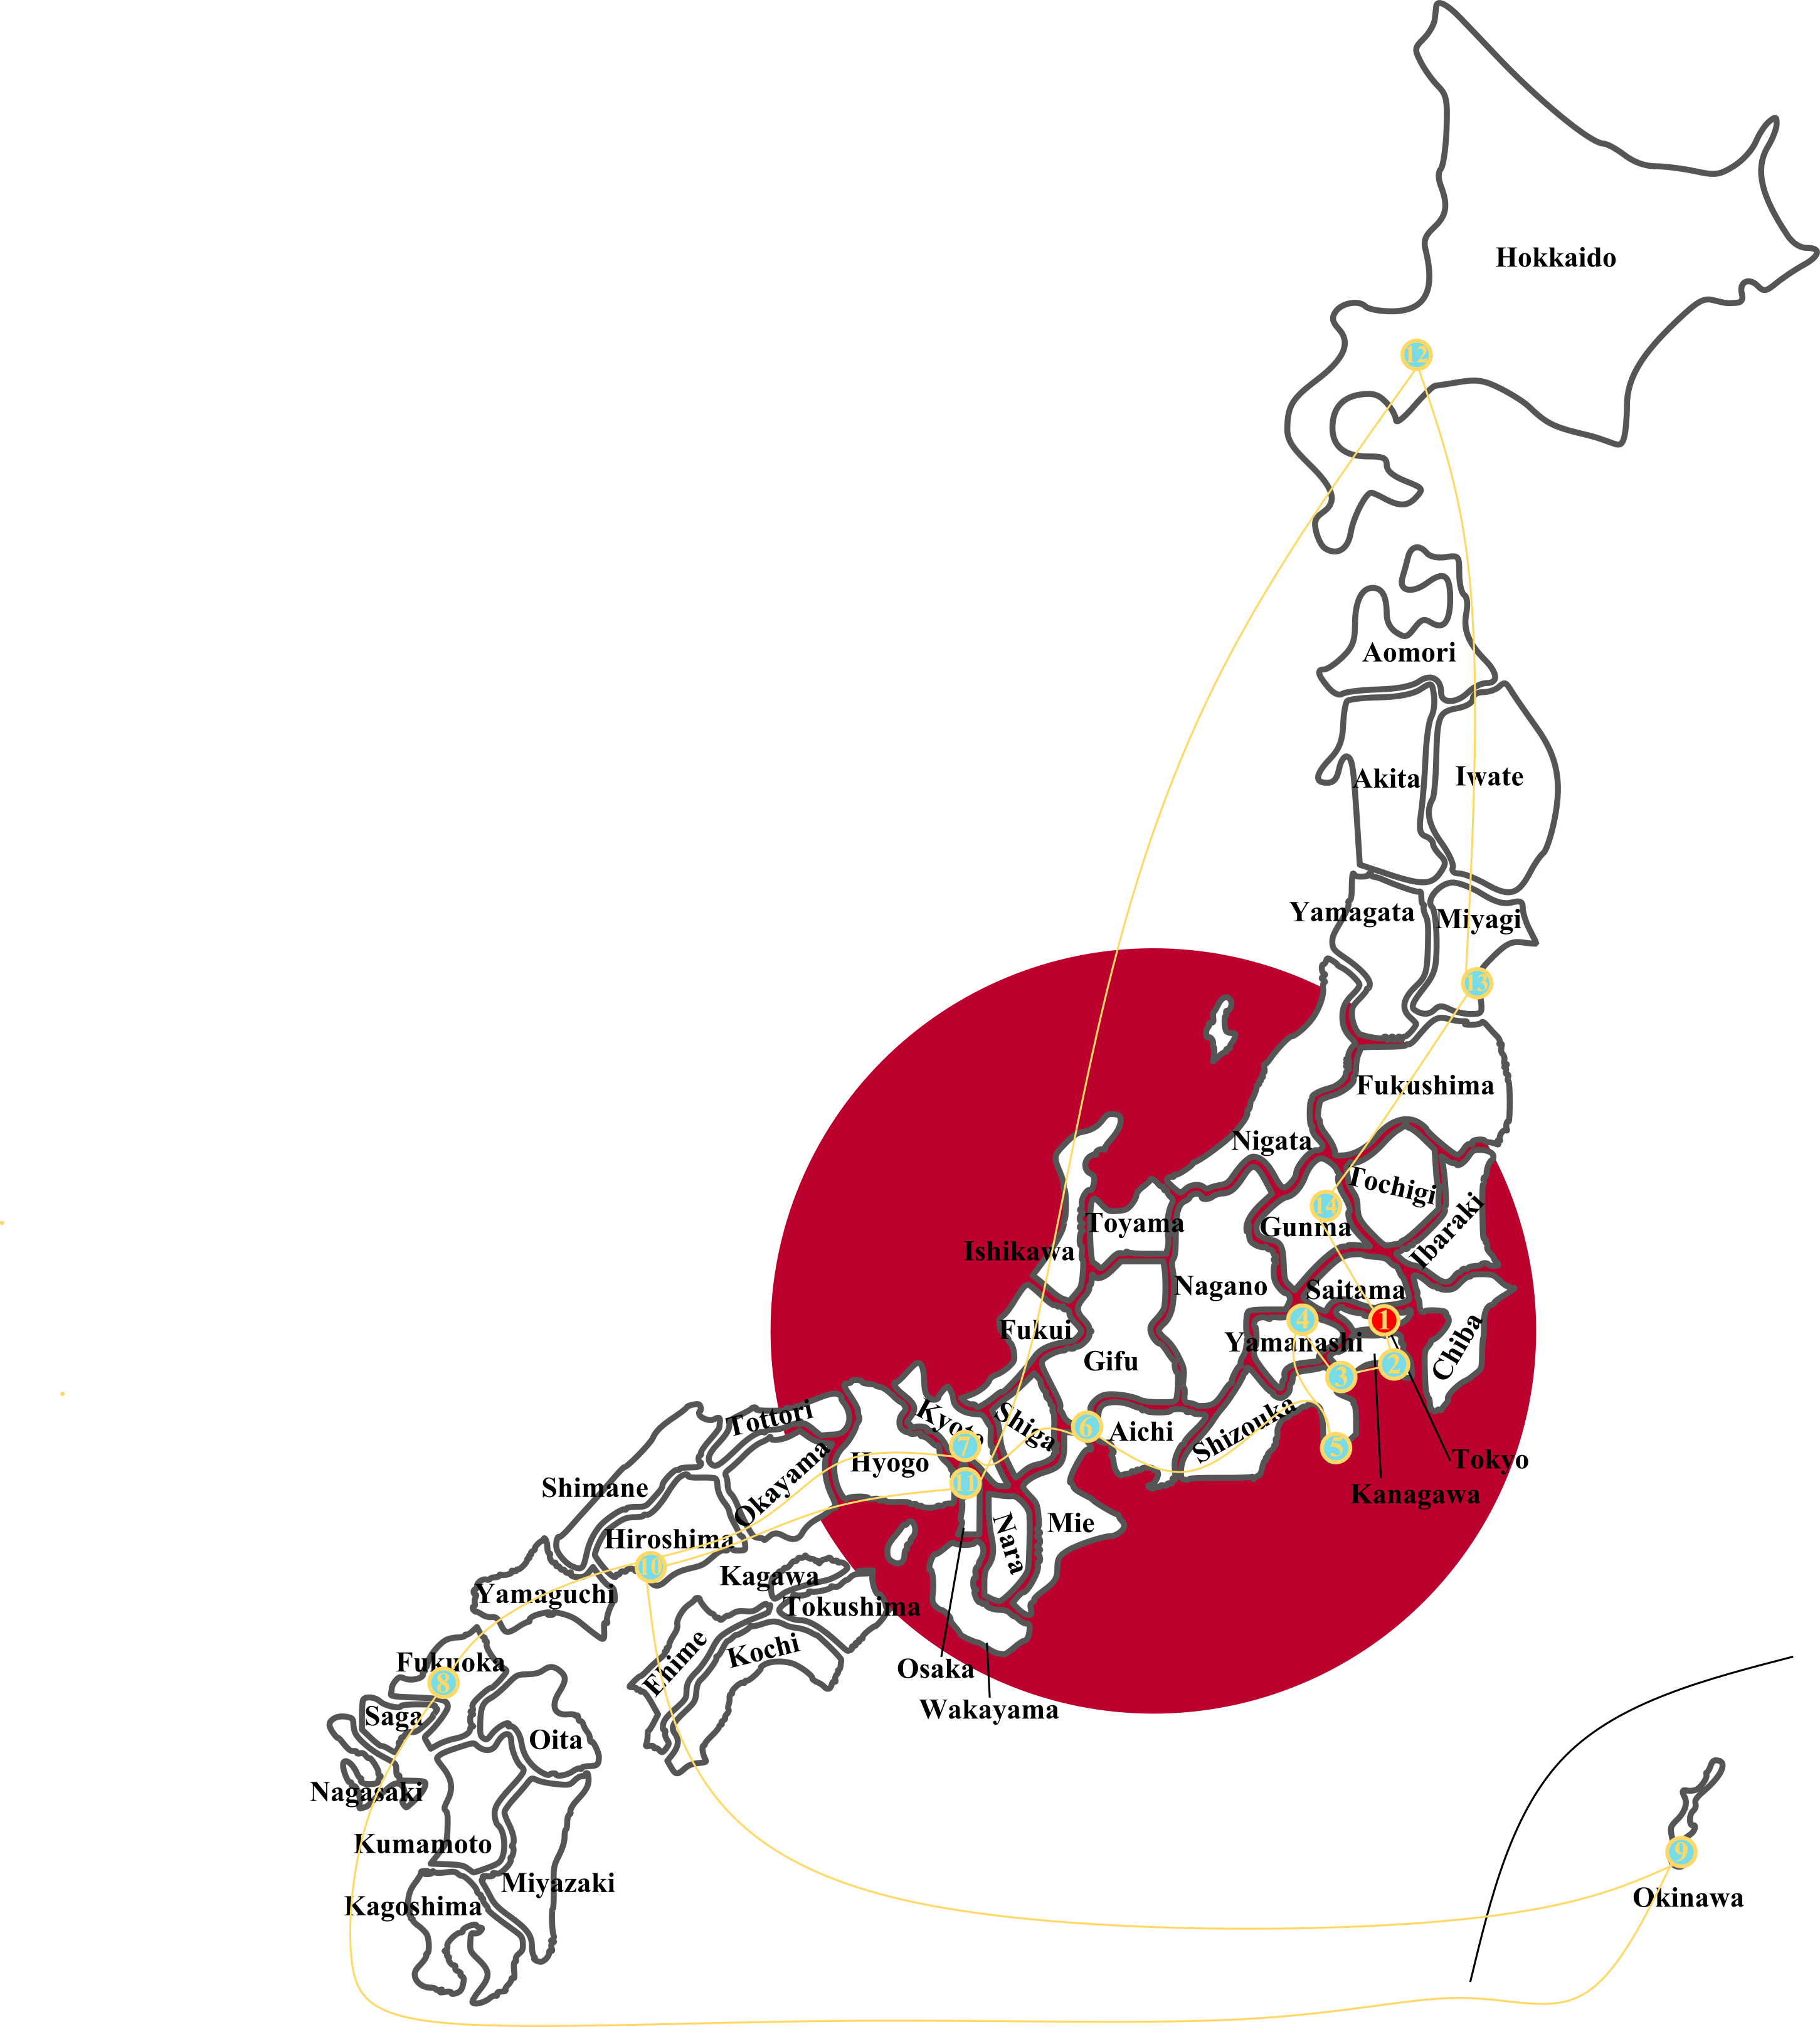 Hokkaido
12
Aomori
Akita
Iwate
Yamagata
Miyagi
13
Fukushima
Nigata
Tochigi
14
Gunma
Ibaraki
Toyama
Ishikawa
Nagano
Saitama
Fukui
4
1
Yamanashi
Chiba
Gifu
2
3
Tottori
Kyoto
Shiga
6
Aichi
Shizouka
5
7
Hyogo
Tokyo
11
Okayama
Shimane
Kanagawa
Nara
Mie
Hiroshima
10
Kagawa
Yamaguchi
Tokushima
Ehime
Kochi
Fukuoka
Osaka
8
Wakayama
Saga
Oita
Nagasaki
Kumamoto
9
Miyazaki
Okinawa
Kagoshima